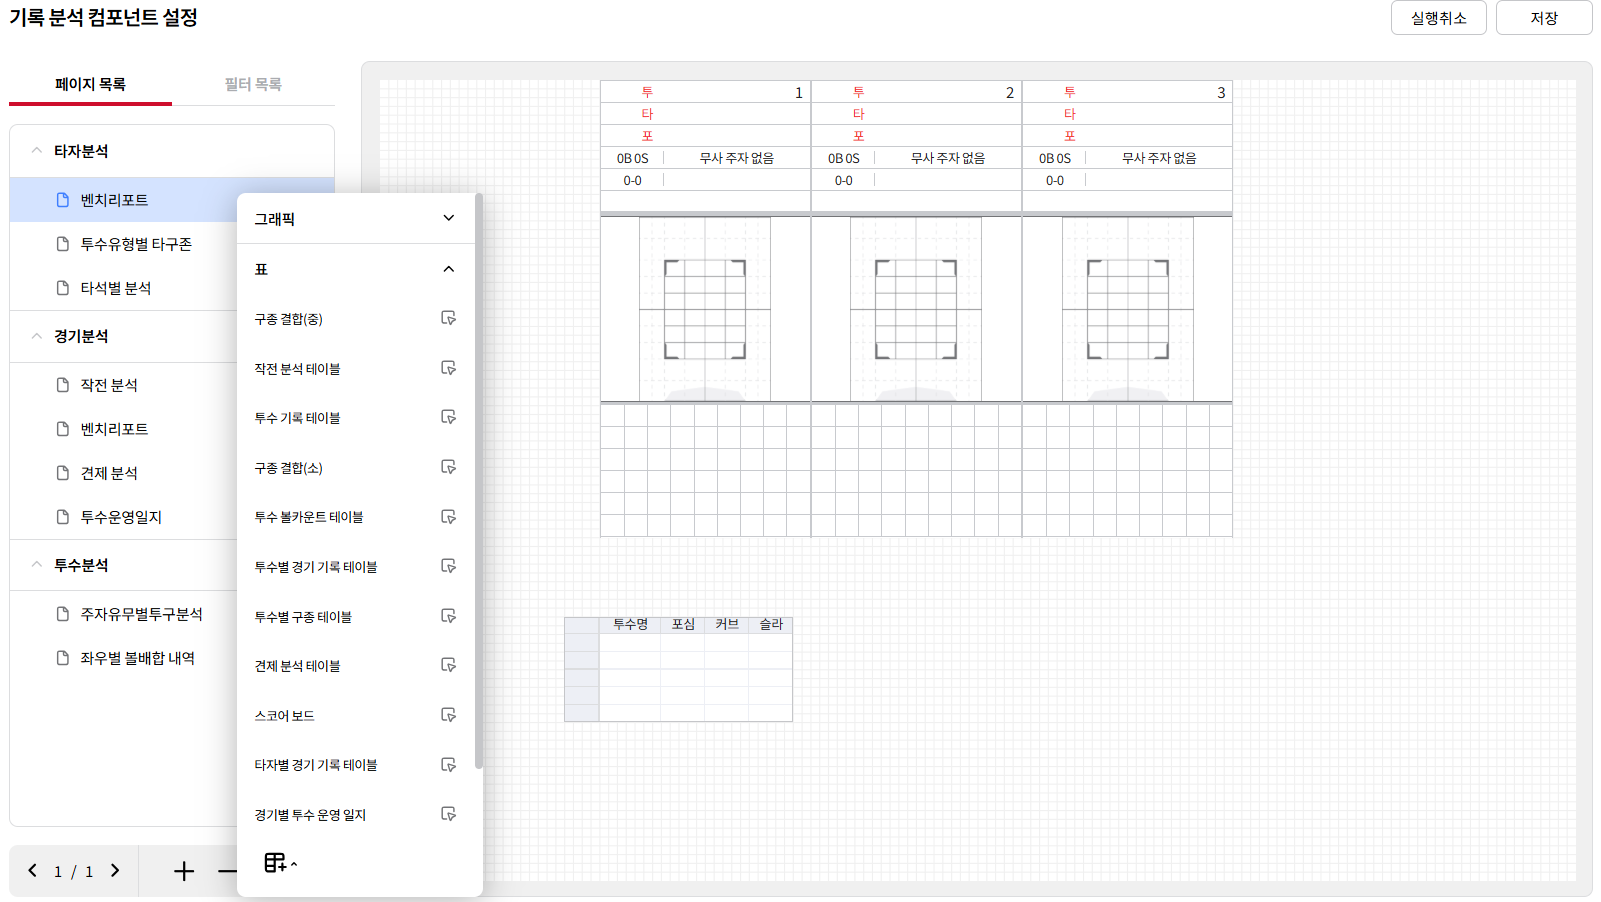 기록 분석 컴포넌트 설정
실행취소
저장
페이지 목록
필터 목록
타자분석
벤치리포트
투수유형별 타구존
타석별 분석
경기분석
작전 분석
벤치리포트
견제 분석
투수운영일지
투수분석
주자유무별투구분석
좌우별 볼배합 내역
1 / 1
그래픽
표
구종 결합(중)
작전 분석 테이블
투수 기록 테이블
구종 결합(소)
투수 볼카운트 테이블
투수별 경기 기록 테이블
투수별 구종 테이블
견제 분석 테이블
스코어 보드
타자별 경기 기록 테이블
경기별 투수 운영 일지
투 1 투 2 투 3
타 타 타
포 포 포
0B 0S 무사 주자 없음 0B 0S 무사 주자 없음 0B 0S 무사 주자 없음
0-0 0-0 0-0
투수명 포심 커브 슬라